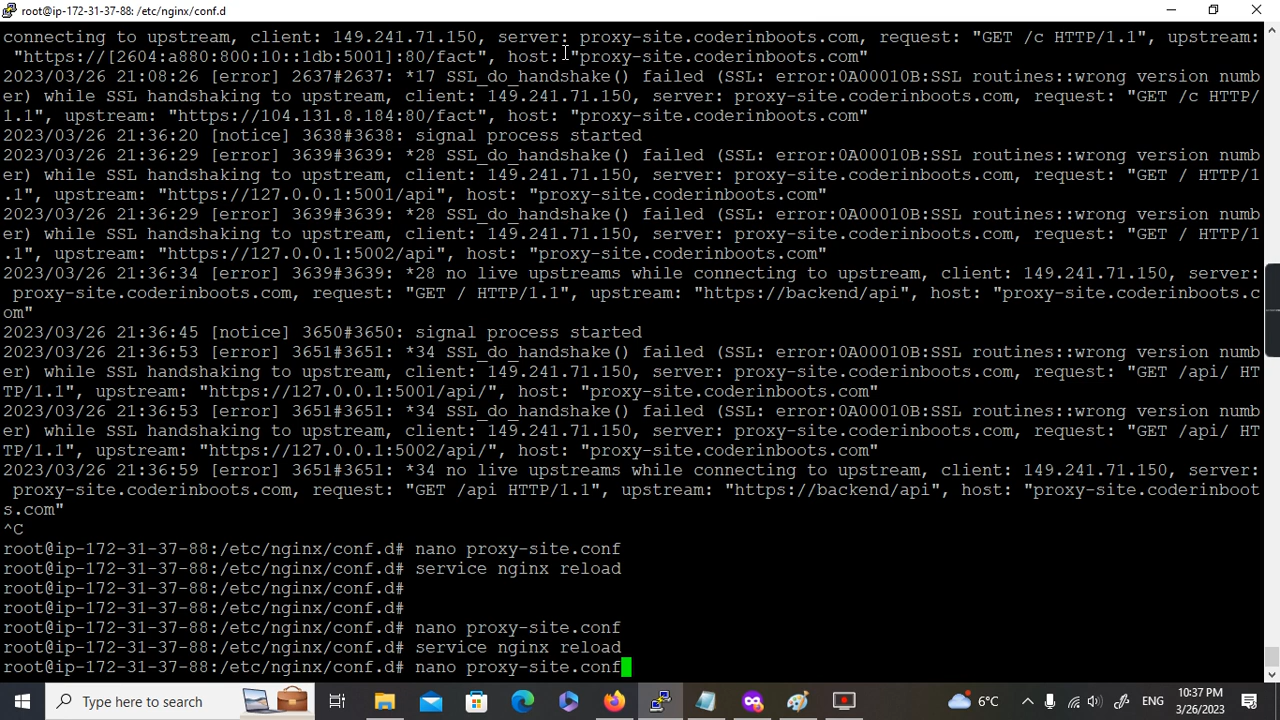 root@ip-172-31-37-88: /etc/nginx/conf.d
connecting to upstream, client: 149.241.71.150, server: proxy-site.coderinboots.com, request: "GET /c HTTP/1.1", upstream:
"https://[2604:a880:800:10::1db:5001]:80/fact", host: "proxy-site.coderinboots.com"
2023/03/26 21:08:26 [error] 2637#2637: *17 SSL_do_handshake() failed (SSL: error:0A00010B:SSL routines::wrong version numb
er) while SSL handshaking to upstream, client: 149.241.71.150, server: proxy-site.coderinboots.com, request: "GET /c HTTP/
1.1", upstream: "https://104.131.8.184:80/fact", host: "proxy-site.coderinboots.com"
2023/03/26 21:36:20 [notice] 3638#3638: signal process started
2023/03/26 21:36:29 [error] 3639#3639: *28 SSL_do_handshake() failed (SSL: error:0A00010B:SSL routines::wrong version numb
er) while SSL handshaking to upstream, client: 149.241.71.150, server: proxy-site.coderinboots.com, request: "GET / HTTP/1
.1", upstream: "https://127.0.0.1:5001/api", host: "proxy-site.coderinboots.com"
2023/03/26 21:36:29 [error] 3639#3639: *28 SSL_do_handshake() failed (SSL: error:0A00010B:SSL routines::wrong version numb
er) while SSL handshaking to upstream, client: 149.241.71.150, server: proxy-site.coderinboots.com, request: "GET / HTTP/1
.1", upstream: "https://127.0.0.1:5002/api", host: "proxy-site.coderinboots.com"
2023/03/26 21:36:34 [error] 3639#3639: *28 no live upstreams while connecting to upstream, client: 149.241.71.150, server:
proxy-site.coderinboots.com, request: "GET / HTTP/1.1", upstream: "https://backend/api", host: "proxy-site.coderinboots.c
om"
2023/03/26 21:36:45 [notice] 3650#3650: signal process started
2023/03/26 21:36:53 [error] 3651#3651: *34 SSL_do_handshake() failed (SSL: error:0A00010B:SSL routines::wrong version numb
er) while SSL handshaking to upstream, client: 149.241.71.150, server: proxy-site.coderinboots.com, request: "GET /api/ HT
TP/1.1", upstream: "https://127.0.0.1:5001/api/", host: "proxy-site.coderinboots.com"
2023/03/26 21:36:53 [error] 3651#3651: *34 SSL_do_handshake() failed (SSL: error:0A00010B:SSL routines::wrong version numb
er) while SSL handshaking to upstream, client: 149.241.71.150, server: proxy-site.coderinboots.com, request: "GET /api/ HT
TP/1.1", upstream: "https://127.0.0.1:5002/api/", host: "proxy-site.coderinboots.com"
2023/03/26 21:36:59 [error] 3651#3651: *34 no live upstreams while connecting to upstream, client: 149.241.71.150, server:
proxy-site.coderinboots.com, request: "GET /api HTTP/1.1", upstream: "https://backend/api", host: "proxy-site.coderinboot
s.com"
^C
root@ip-172-31-37-88:/etc/nginx/conf.d# nano proxy-site.conf
root@ip-172-31-37-88:/etc/nginx/conf.d# service nginx reload
root@ip-172-31-37-88:/etc/nginx/conf.d#
root@ip-172-31-37-88:/etc/nginx/conf.d#
root@ip-172-31-37-88:/etc/nginx/conf.d# nano proxy-site.conf
root@ip-172-31-37-88:/etc/nginx/conf.d# service nginx reload
root@ip-172-31-37-88:/etc/nginx/conf.d# nano proxy-site.conf
Type here to search
6°C
ENG
10:37 PM
3/26/2023